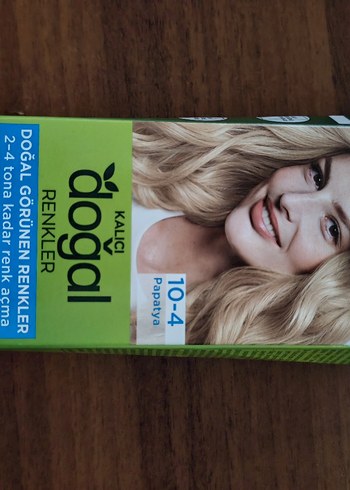 KALICI
doğal
RENKLER
DOĞAL GÖRÜNEN RENKLER
2-4 tona kadar renk açma
10-4
Papatya